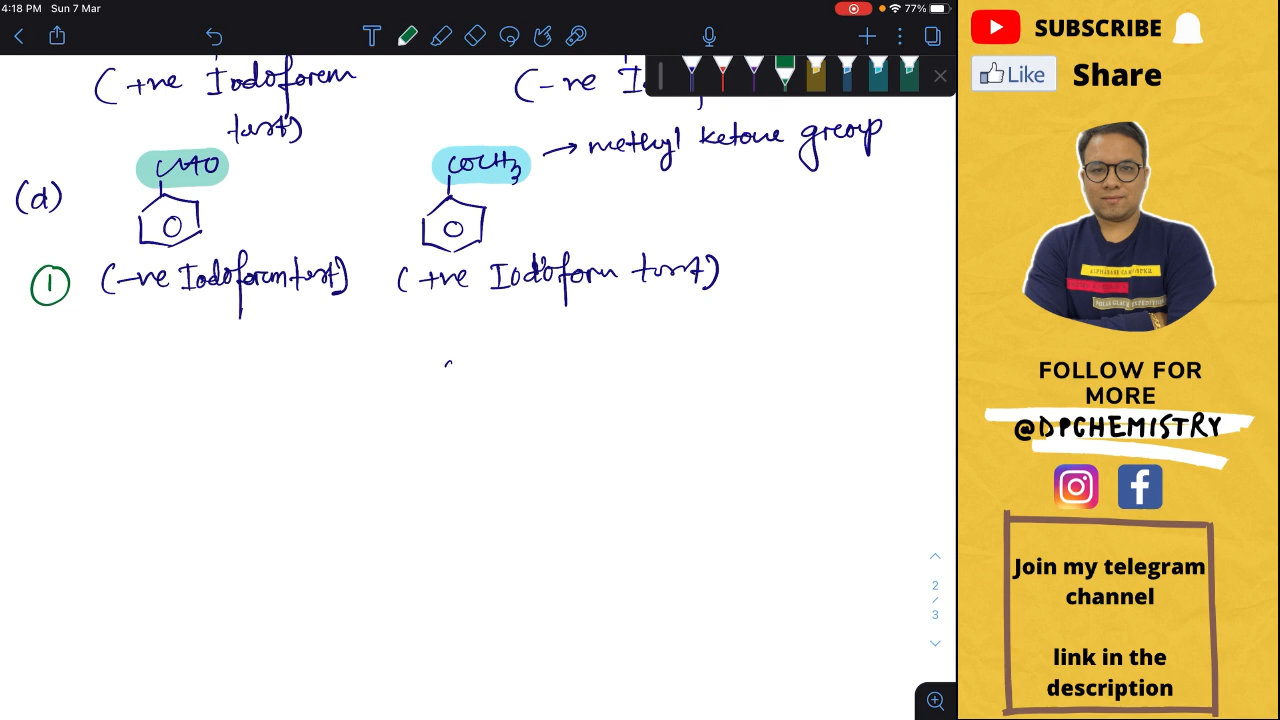 4:18 PM Sun 7 Mar
77%
(+ve Iodoform
test)
(-ve I
CHO
COCH3 → methyl ketone group
(d)
① (-ve Iodoform test) (+ve Iodoform test)
2
/
3
SUBSCRIBE
Like Share
FOLLOW FOR
MORE
@DPCHEMISTRY
Join my telegram
channel
link in the
description